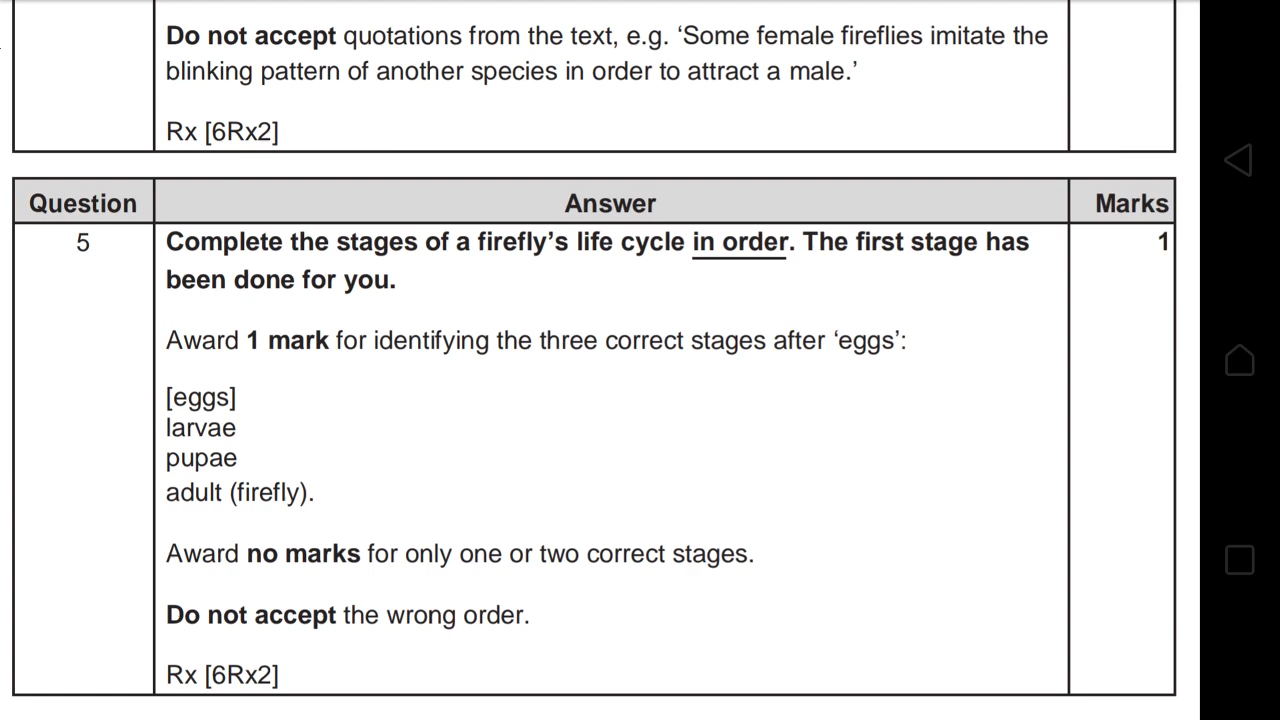 Do not accept quotations from the text, e.g. ‘Some female fireflies imitate the
blinking pattern of another species in order to attract a male.’
Rx [6Rx2]
Question Answer Marks
5 Complete the stages of a firefly’s life cycle in order. The first stage has 1
been done for you.
Award 1 mark for identifying the three correct stages after ‘eggs’:
[eggs]
larvae
pupae
adult (firefly).
Award no marks for only one or two correct stages.
Do not accept the wrong order.
Rx [6Rx2]